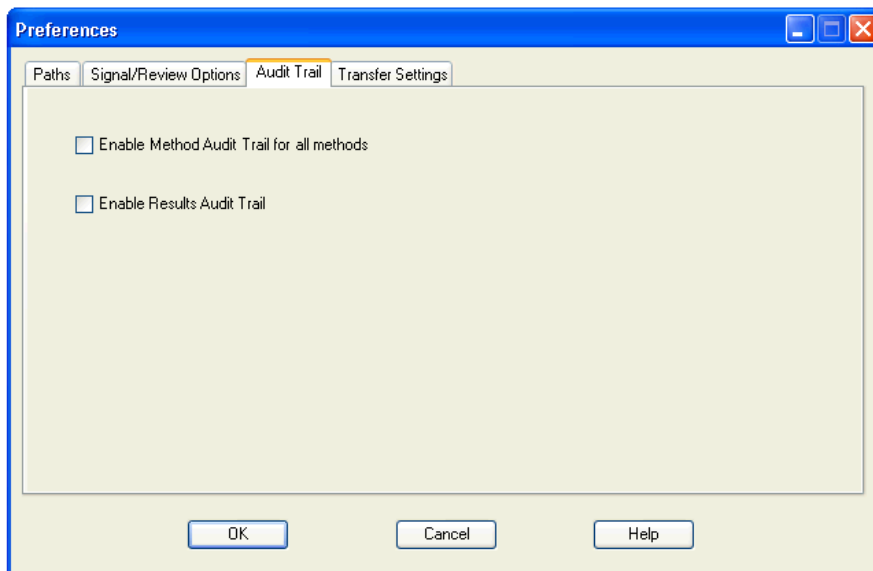 Preferences
Paths Signal/Review Options Audit Trail Transfer Settings
Enable Method Audit Trail for all methods
Enable Results Audit Trail
OK Cancel Help